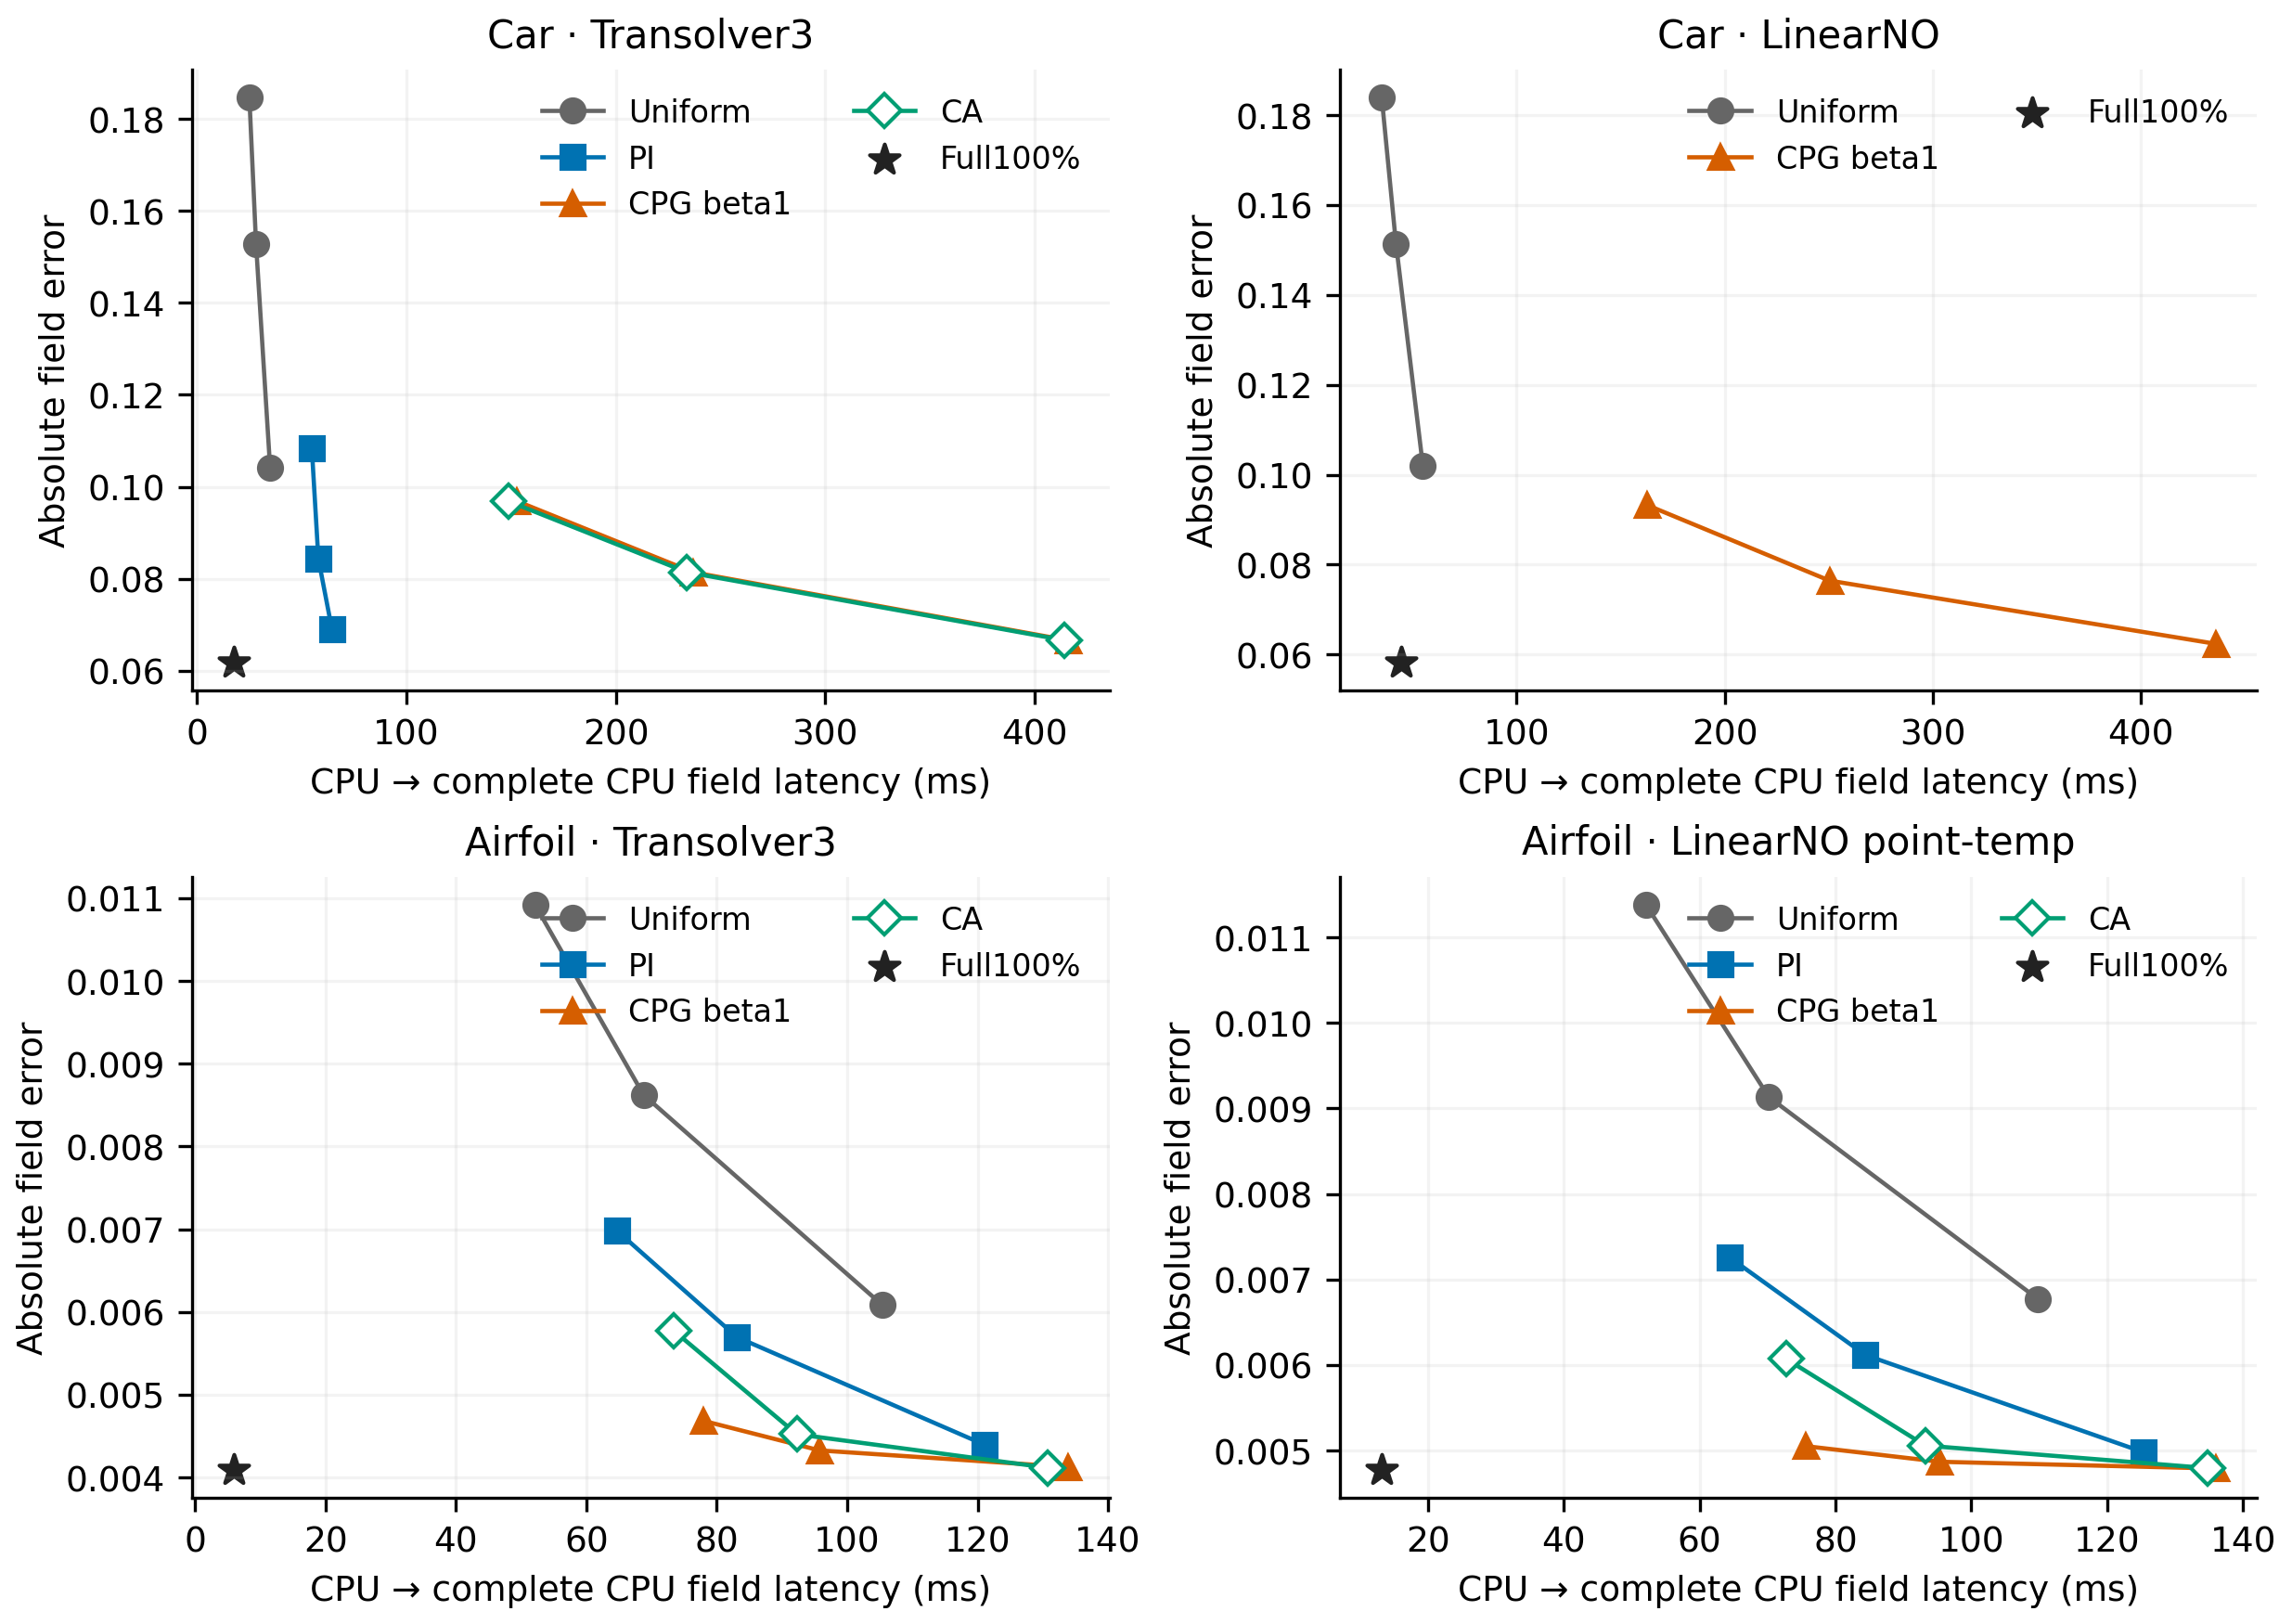 Car · Transolver3
Absolute field error
0.18
0.16
0.14
0.12
0.10
0.08
0.06
Uniform
PI
CPG beta1
CA
Full100%
0 100 200 300 400
CPU → complete CPU field latency (ms)
Car · LinearNO
Absolute field error
0.18
0.16
0.14
0.12
0.10
0.08
0.06
Uniform
CPG beta1
Full100%
100 200 300 400
CPU → complete CPU field latency (ms)
Airfoil · Transolver3
Absolute field error
0.011
0.010
0.009
0.008
0.007
0.006
0.005
0.004
Uniform
PI
CPG beta1
CA
Full100%
0 20 40 60 80 100 120 140
CPU → complete CPU field latency (ms)
Airfoil · LinearNO point-temp
Absolute field error
0.011
0.010
0.009
0.008
0.007
0.006
0.005
Uniform
PI
CPG beta1
CA
Full100%
20 40 60 80 100 120 140
CPU → complete CPU field latency (ms)